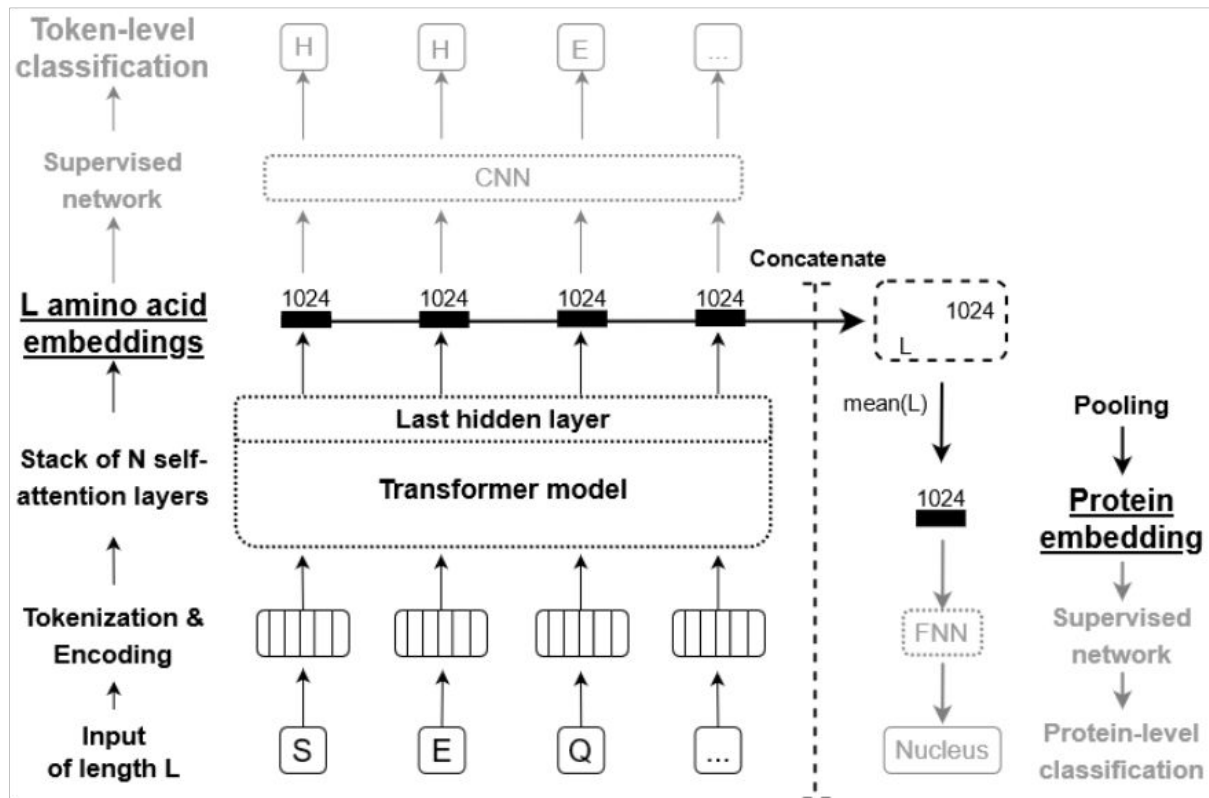 Token-level
classification
H
H
E
...
Supervised
network
CNN
Concatenate
L amino acid
embeddings
1024
1024
1024
1024
1024
L
mean(L)
Pooling
Last hidden layer
Stack of N self-
attention layers
Transformer model
1024
Protein
embedding
Tokenization &
Encoding
FNN
Supervised
network
Input
of length L
S
E
Q
...
Nucleus
Protein-level
classification